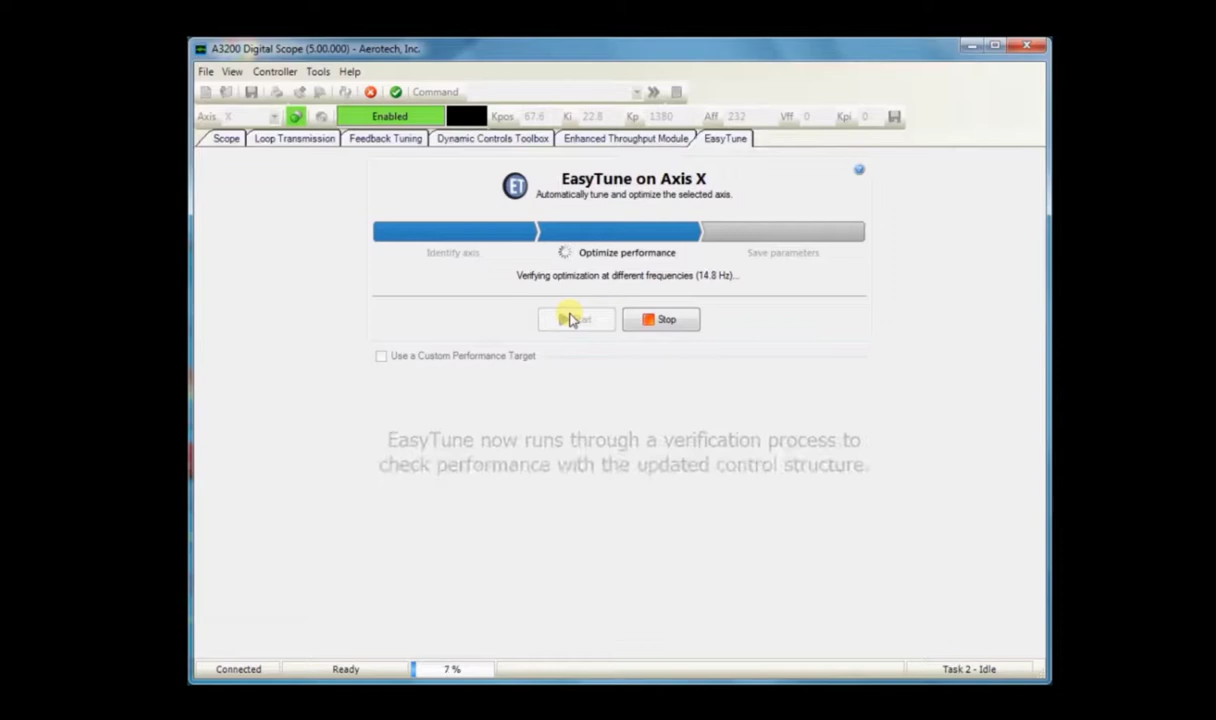 A3200 Digital Scope (5.00.000) - Aerotech, Inc.
File View Controller Tools Help
Command
Axis X Enabled Kpos 67.6 Ki 22.8 Kp 1380 Aff 232 Vff 0 Kpi 0
Scope Loop Transmission Feedback Tuning Dynamic Controls Toolbox Enhanced Throughput Module EasyTune
ET EasyTune on Axis X
Automatically tune and optimize the selected axis.
Identify axis Optimize performance Save parameters
Verifying optimization at different frequencies (14.8 Hz)...
Stop
Use a Custom Performance Target
EasyTune now runs through a verification process to
check performance with the updated control structure.
Connected Ready 7 % Task 2 - Idle